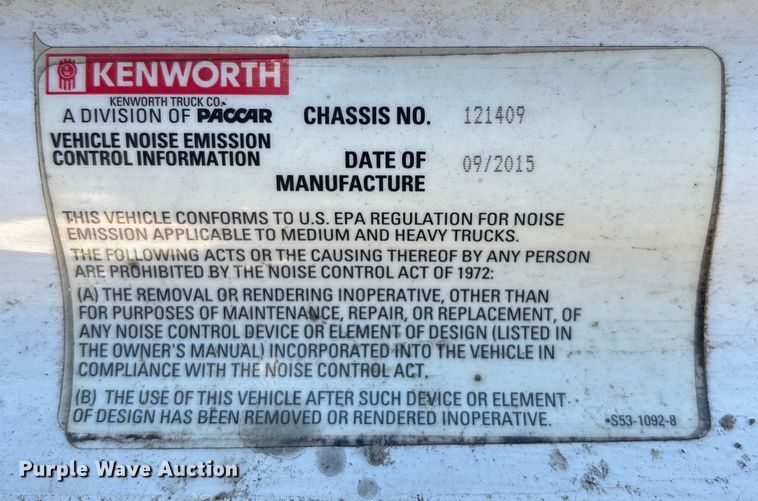 KENWORTH
KENWORTH TRUCK CO.
A DIVISION OF PACCAR
VEHICLE NOISE EMISSION
CONTROL INFORMATION
CHASSIS NO. 121409
DATE OF
MANUFACTURE 09/2015
THIS VEHICLE CONFORMS TO U.S. EPA REGULATION FOR NOISE
EMISSION APPLICABLE TO MEDIUM AND HEAVY TRUCKS.
THE FOLLOWING ACTS OR THE CAUSING THEREOF BY ANY PERSON
ARE PROHIBITED BY THE NOISE CONTROL ACT OF 1972:
(A) THE REMOVAL OR RENDERING INOPERATIVE, OTHER THAN
FOR PURPOSES OF MAINTENANCE, REPAIR, OR REPLACEMENT, OF
ANY NOISE CONTROL DEVICE OR ELEMENT OF DESIGN (LISTED IN
THE OWNER'S MANUAL) INCORPORATED INTO THE VEHICLE IN
COMPLIANCE WITH THE NOISE CONTROL ACT.
(B) THE USE OF THIS VEHICLE AFTER SUCH DEVICE OR ELEMENT
OF DESIGN HAS BEEN REMOVED OR RENDERED INOPERATIVE.
•S53-1092-8
Purple Wave Auction